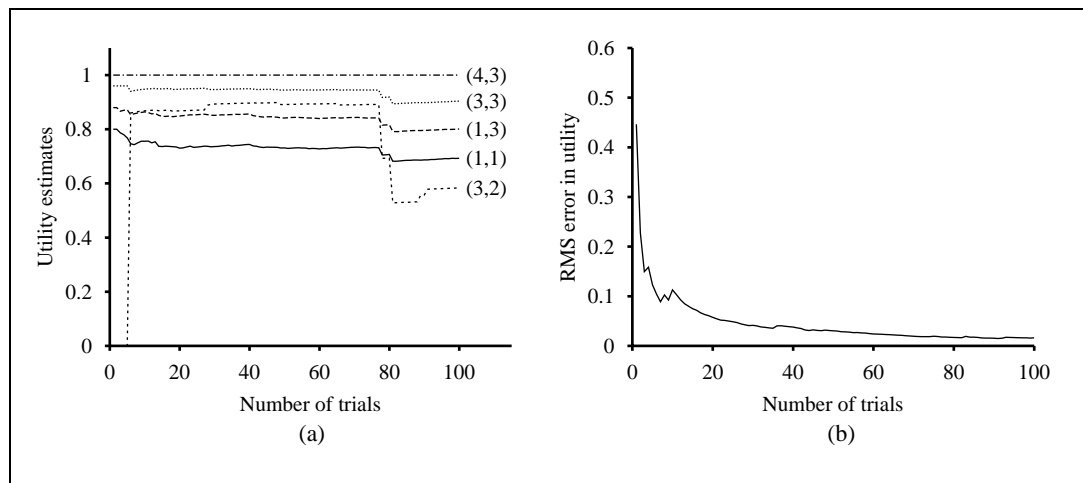 1
0.8
0.6
0.4
0.2
0
Utility estimates
(4,3)
(3,3)
(1,3)
(1,1)
(3,2)
0 20 40 60 80 100
Number of trials
(a)
0.6
0.5
0.4
0.3
0.2
0.1
0
RMS error in utility
0 20 40 60 80 100
Number of trials
(b)